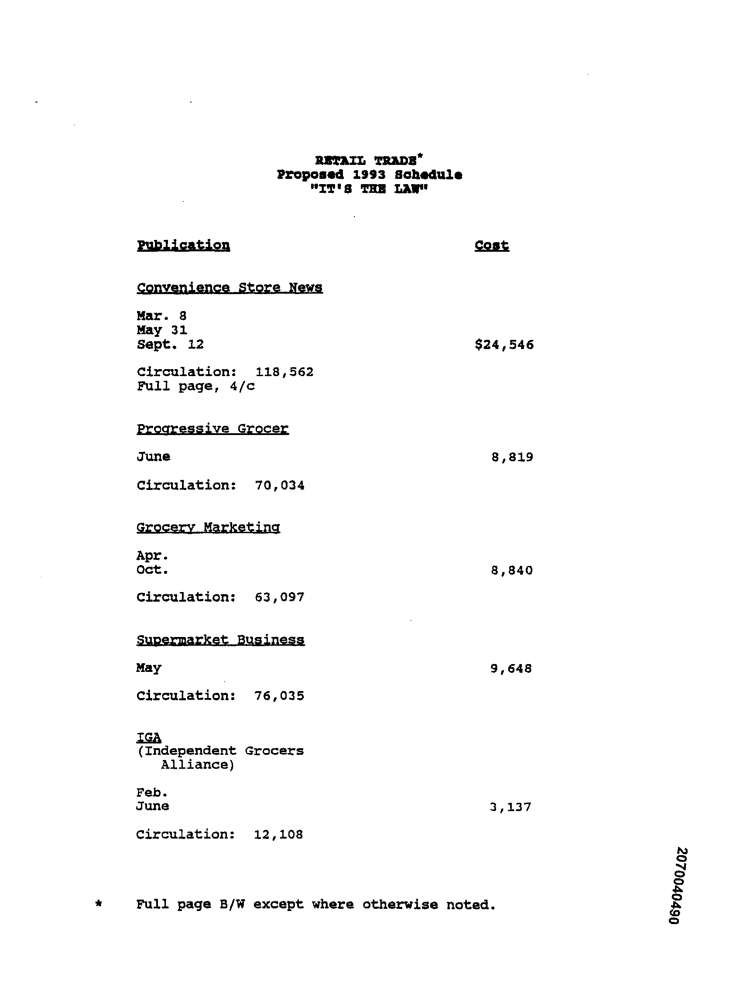 RETAIL TRADE*
Proposed 1993 Schedule
"IT'S THE LAW"
Publication Cost
Convenience Store News
Mar. 8
May 31
Sept. 12 $24,546
Circulation: 118,562
Full page, 4/c
Progressive Grocer
June 8,819
Circulation: 70,034
Grocery Marketing
Apr.
Oct. 8,840
Circulation: 63,097
Supermarket Business
May 9,648
Circulation: 76,035
IGA
(Independent Grocers
Alliance)
Feb.
June 3,137
Circulation: 12,108
* Full page B/W except where otherwise noted.
2070040490